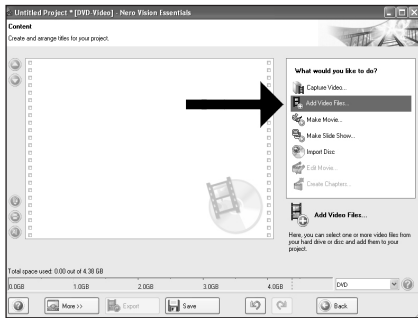 Untitled Project *[DVD-Video] - Nero Vision Essentials
Content
Create and arrange titles for your project.
What would you like to do?
Capture Video...
Add Video Files...
Make Movie...
Make Slide Show...
Import Disc
Edit Movie...
Create Chapters...
Add Video Files...
Here, you can select one or more video files from
your hard drive or disc and add them to your
project.
Total space used: 0.00 out of 4.38 GB
0.0GB 1.0GB 2.0GB 3.0GB 4.0GB DVD
More >> Export Save Back